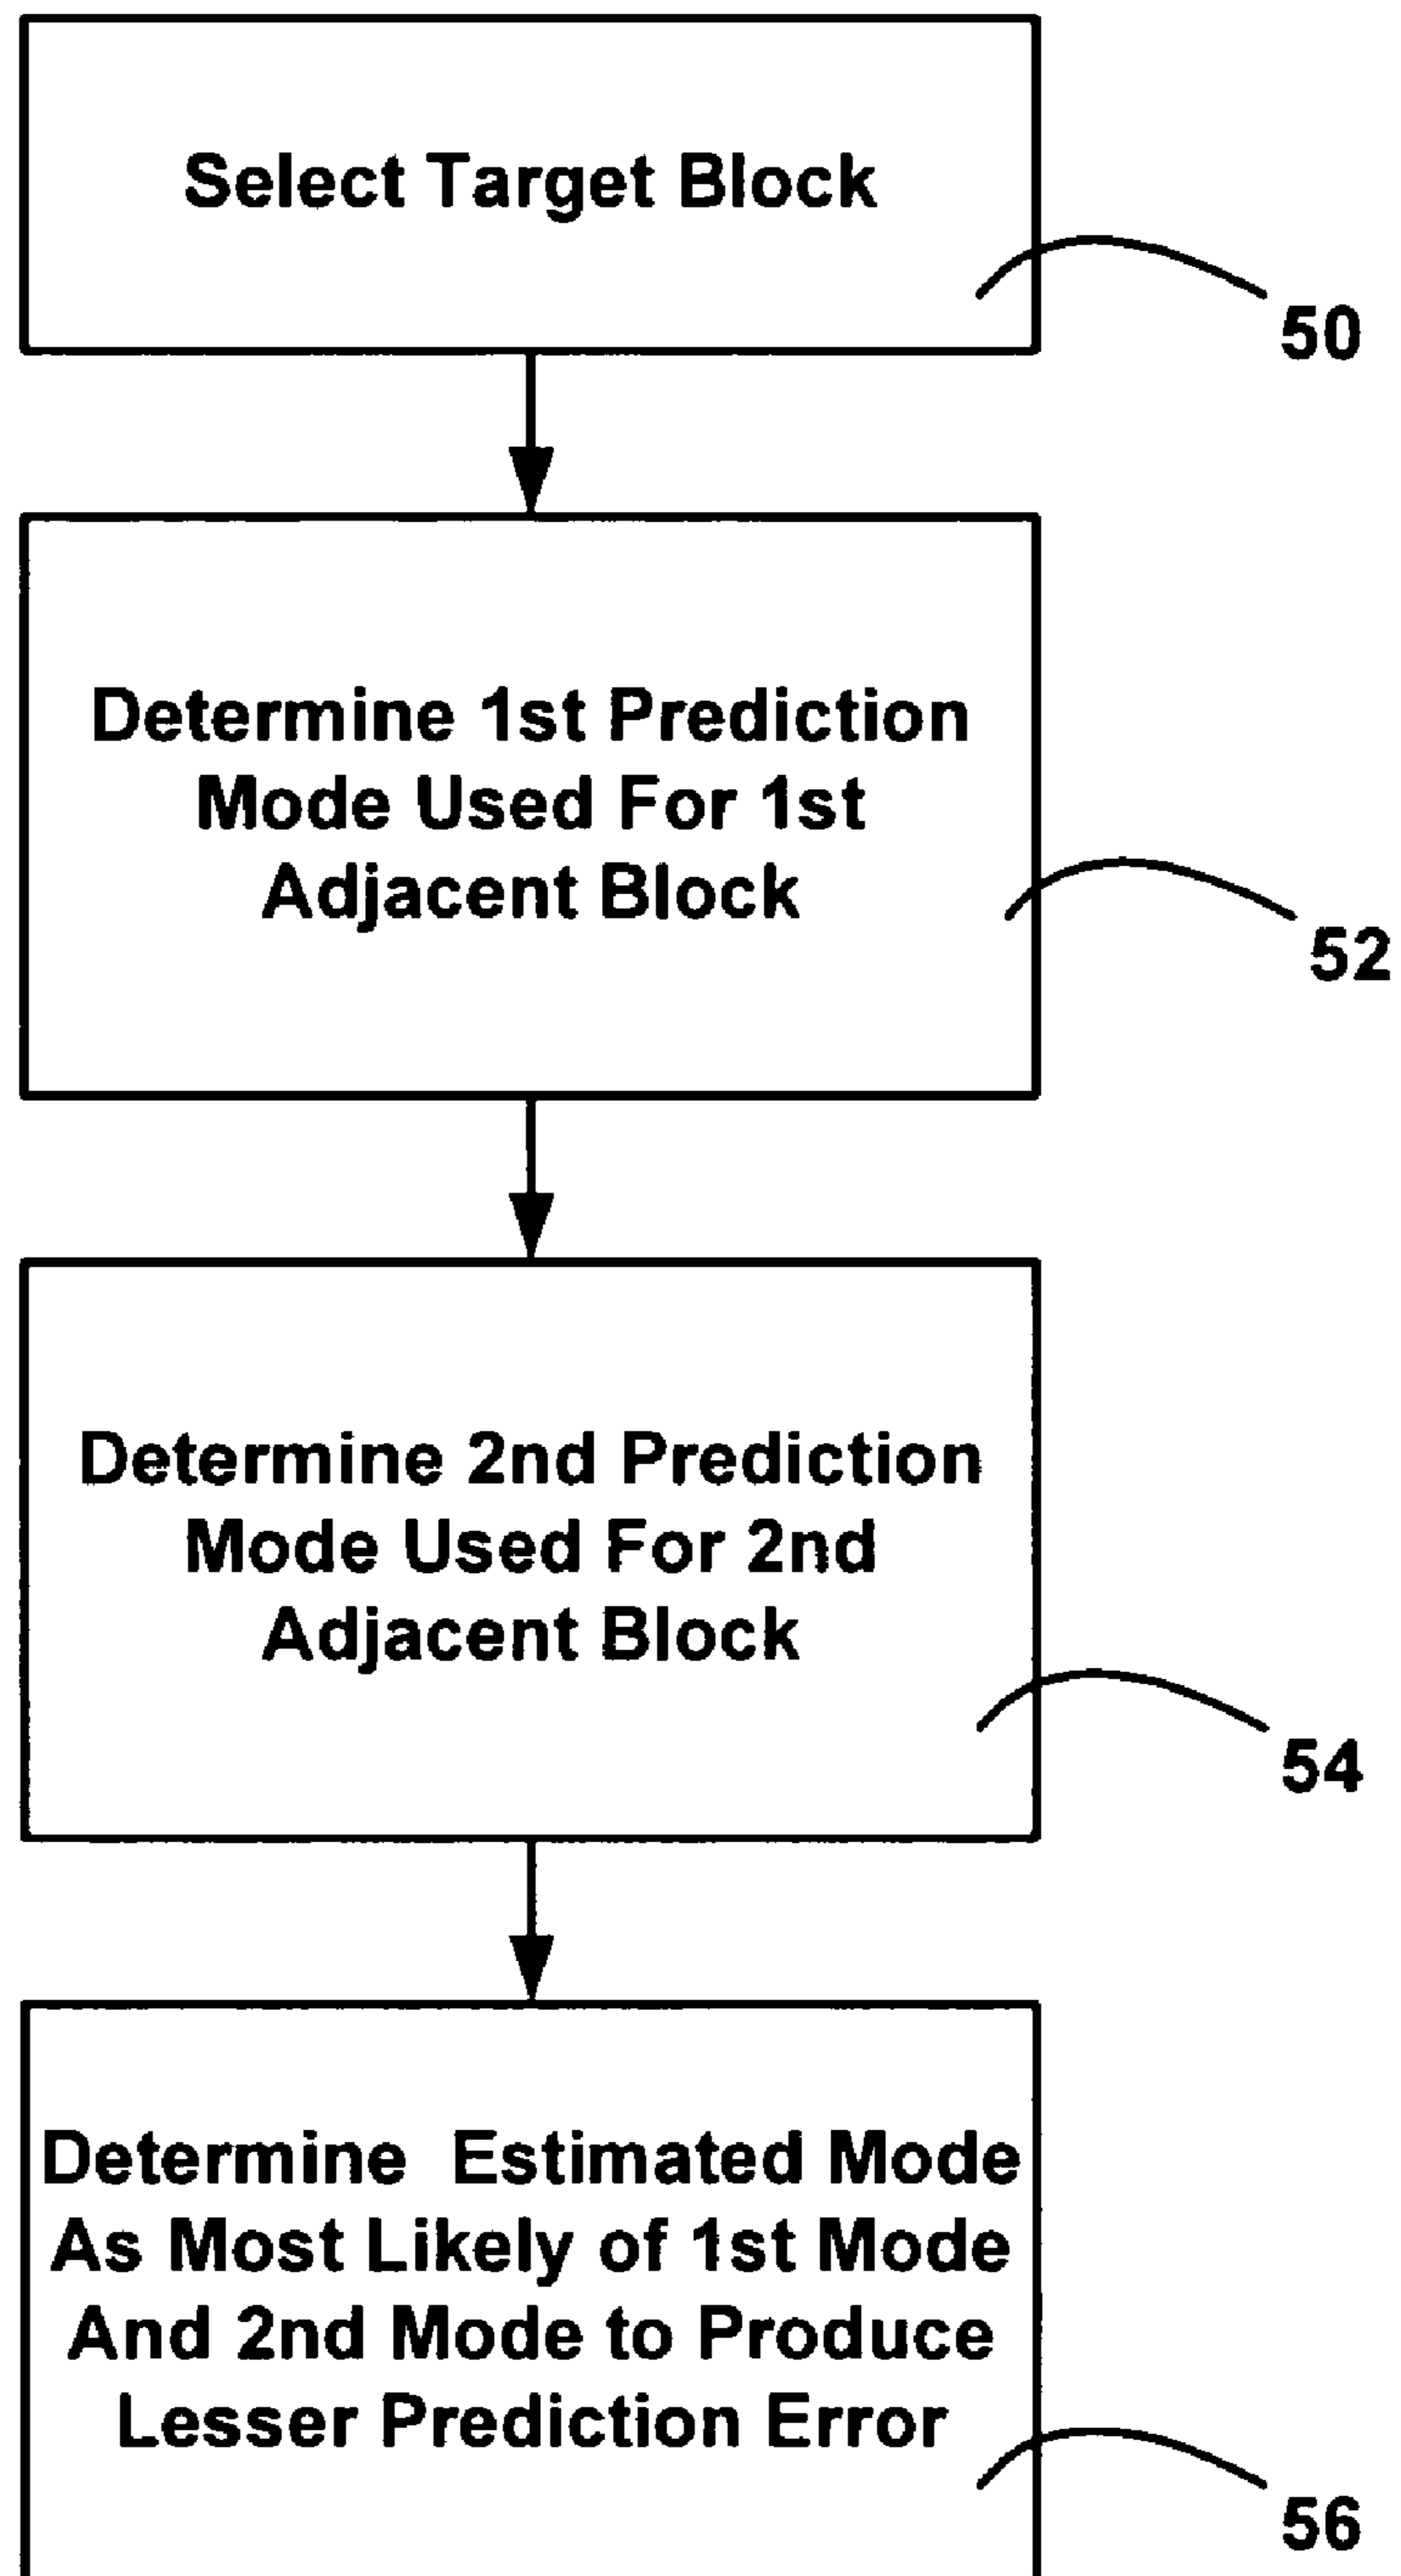 Select Target Block
50
Determine 1st Prediction
Mode Used For 1st
Adjacent Block
52
Determine 2nd Prediction
Mode Used For 2nd
Adjacent Block
54
Determine Estimated Mode
As Most Likely of 1st Mode
And 2nd Mode to Produce
Lesser Prediction Error
56